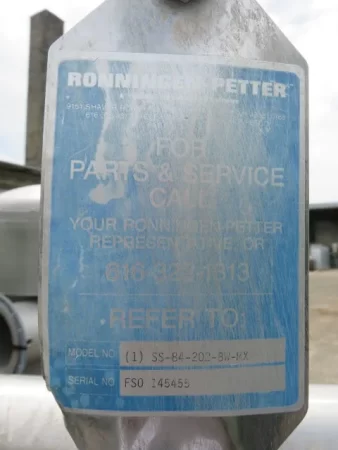 RONNINGEN-PETTER
FOR
PARTS & SERVICE
CALL
YOUR RONNINGEN-PETTER
REPRESENTATIVE OR
616-323-1313
REFER TO:
MODEL NO (1) SS-84-202-BW-MX
SERIAL NO FSO 145455